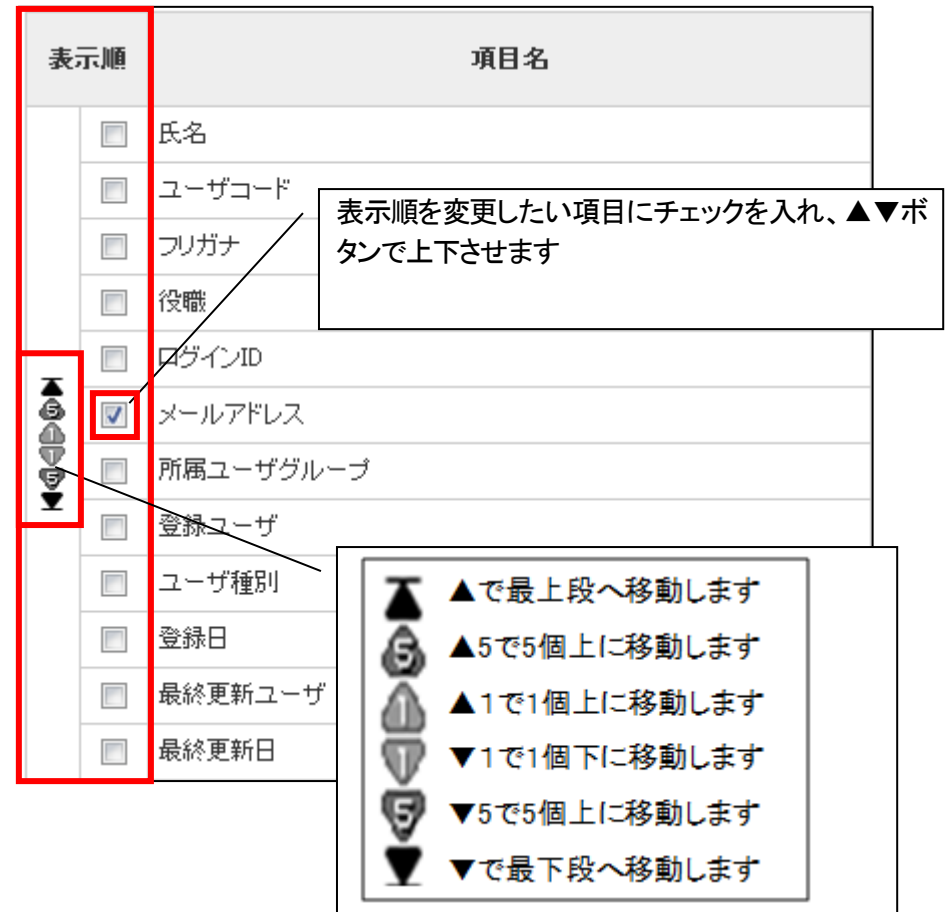 表示順
項目名
氏名
ユーザコード
フリガナ
役職
ログインID
メールアドレス
所属ユーザグループ
登録ユーザ
ユーザ種別
登録日
最終更新ユーザ
最終更新日
表示順を変更したい項目にチェックを入れ、▲▼ボ
タンで上下させます
5
1
1
5
▲で最上段へ移動します
5 ▲5で5個上に移動します
1 ▲1で1個上に移動します
1 ▼1で1個下に移動します
5 ▼5で5個上に移動します
▼で最下段へ移動します